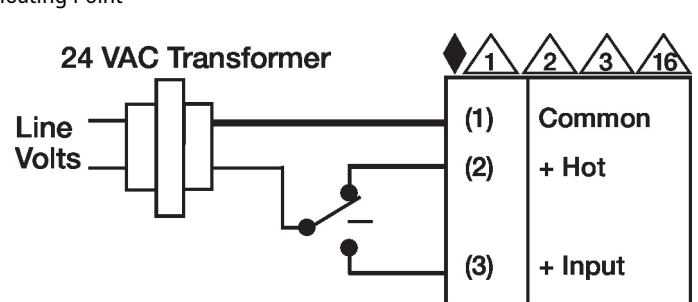 24 VAC Transformer
1 2 3 16
Line
Volts
(1) Common
(2) + Hot
(3) + Input